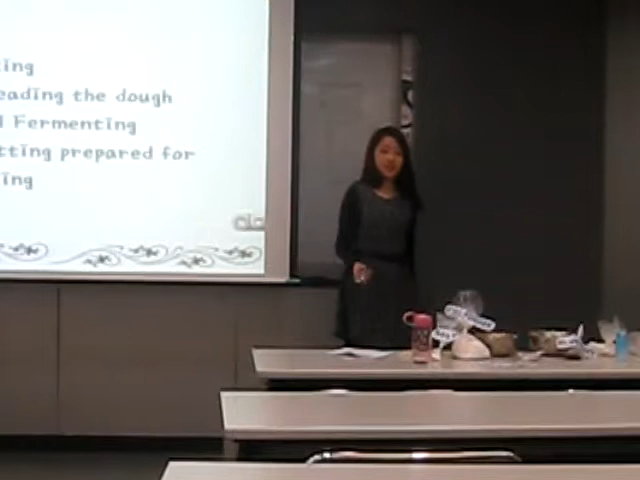 ing
eading the dough
Fermenting
tting prepared for
ing